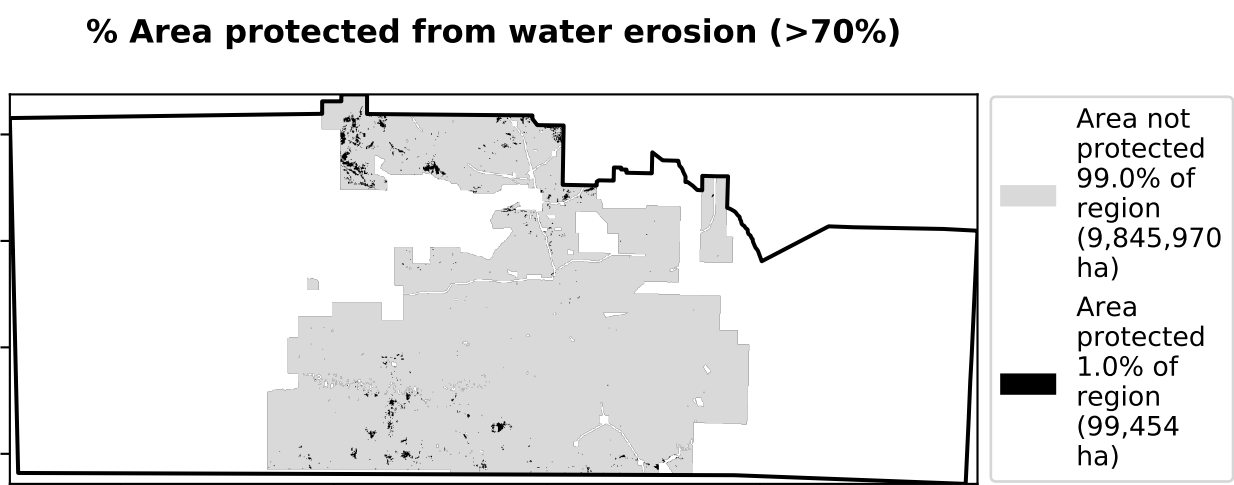 % Area protected from water erosion (>70%)
Area not
protected
99.0% of
region
(9,845,970
ha)
Area
protected
1.0% of
region
(99,454
ha)